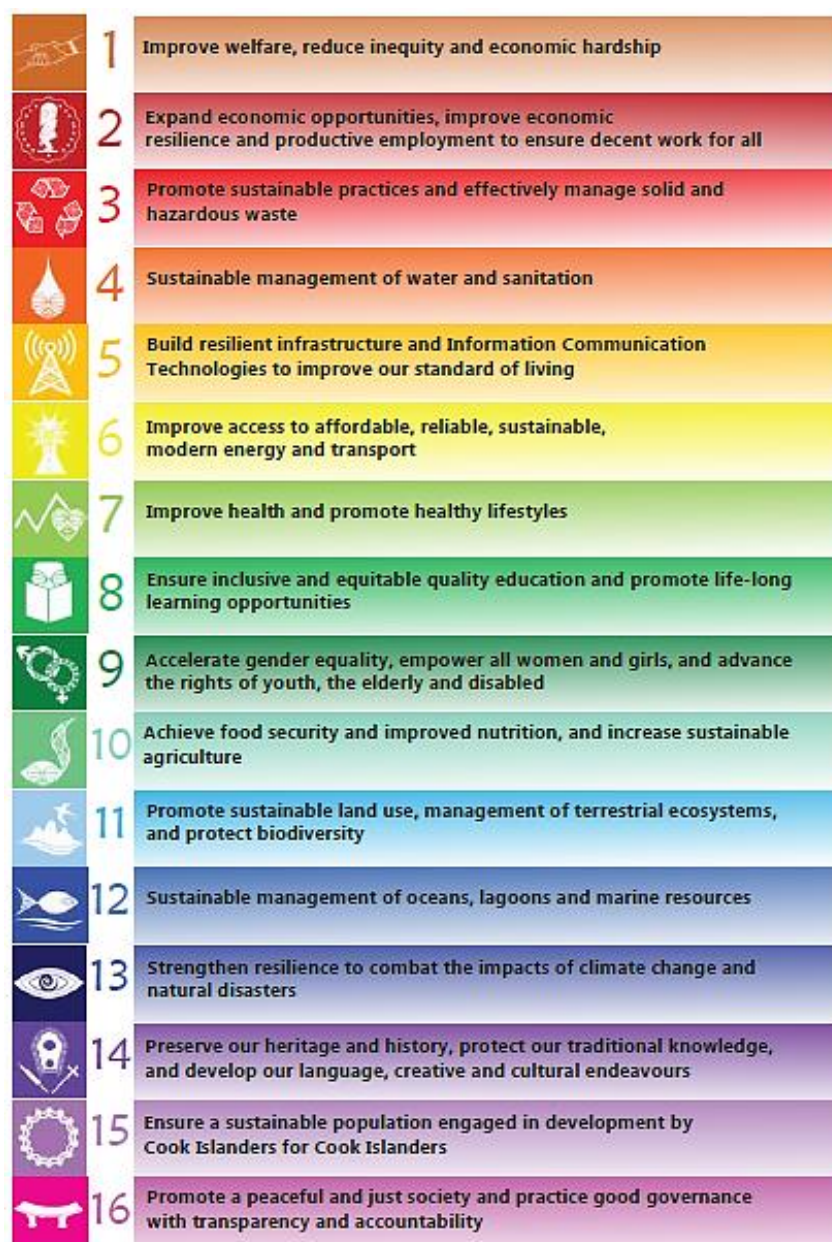 1
Improve welfare, reduce inequity and economic hardship
2
Expand economic opportunities, improve economic
resilience and productive employment to ensure decent work for all
3
Promote sustainable practices and effectively manage solid and
hazardous waste
4
Sustainable management of water and sanitation
5
Build resilient infrastructure and Information Communication
Technologies to improve our standard of living
6
Improve access to affordable, reliable, sustainable,
modern energy and transport
7
Improve health and promote healthy lifestyles
8
Ensure inclusive and equitable quality education and promote life-long
learning opportunities
9
Accelerate gender equality, empower all women and girls, and advance
the rights of youth, the elderly and disabled
10
Achieve food security and improved nutrition, and increase sustainable
agriculture
11
Promote sustainable land use, management of terrestrial ecosystems,
and protect biodiversity
12
Sustainable management of oceans, lagoons and marine resources
13
Strengthen resilience to combat the impacts of climate change and
natural disasters
14
Preserve our heritage and history, protect our traditional knowledge,
and develop our language, creative and cultural endeavours
15
Ensure a sustainable population engaged in development by
Cook Islanders for Cook Islanders
16
Promote a peaceful and just society and practice good governance
with transparency and accountability